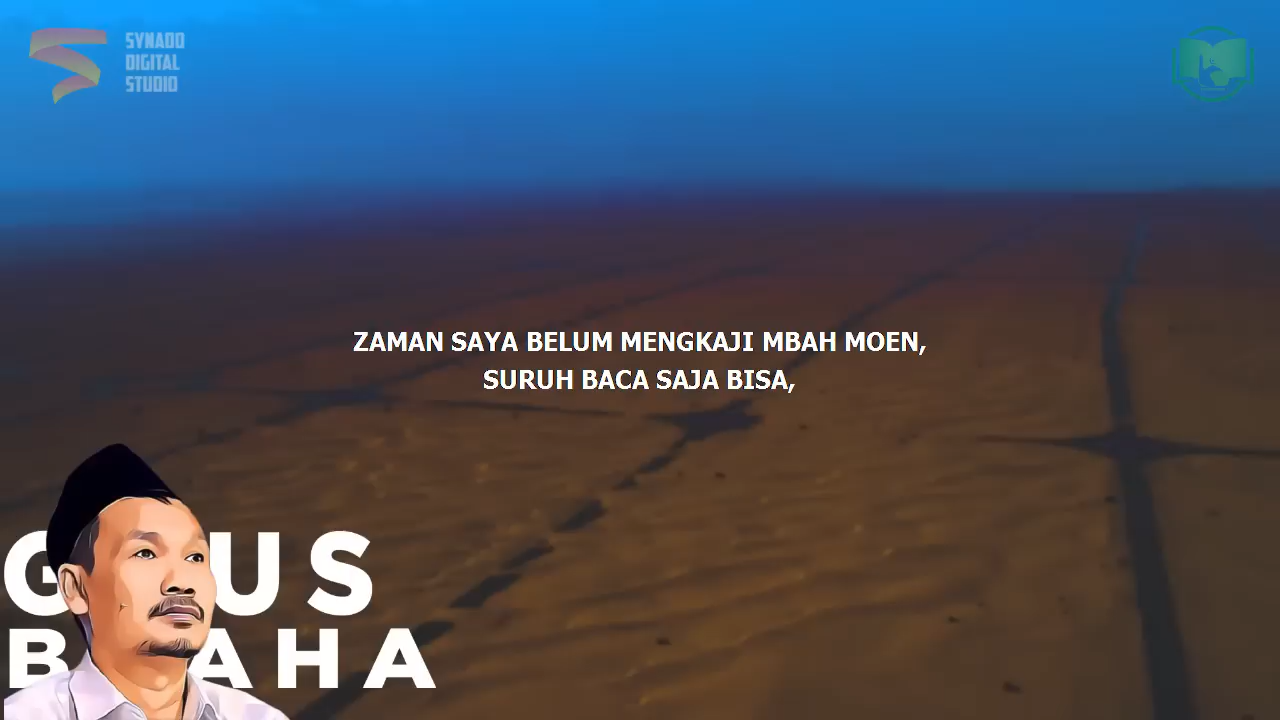 SYNADO
DIGITAL
STUDIO
ZAMAN SAYA BELUM MENGKAJI MBAH MOEN,
SURUH BACA SAJA BISA,
GUS
BAHA